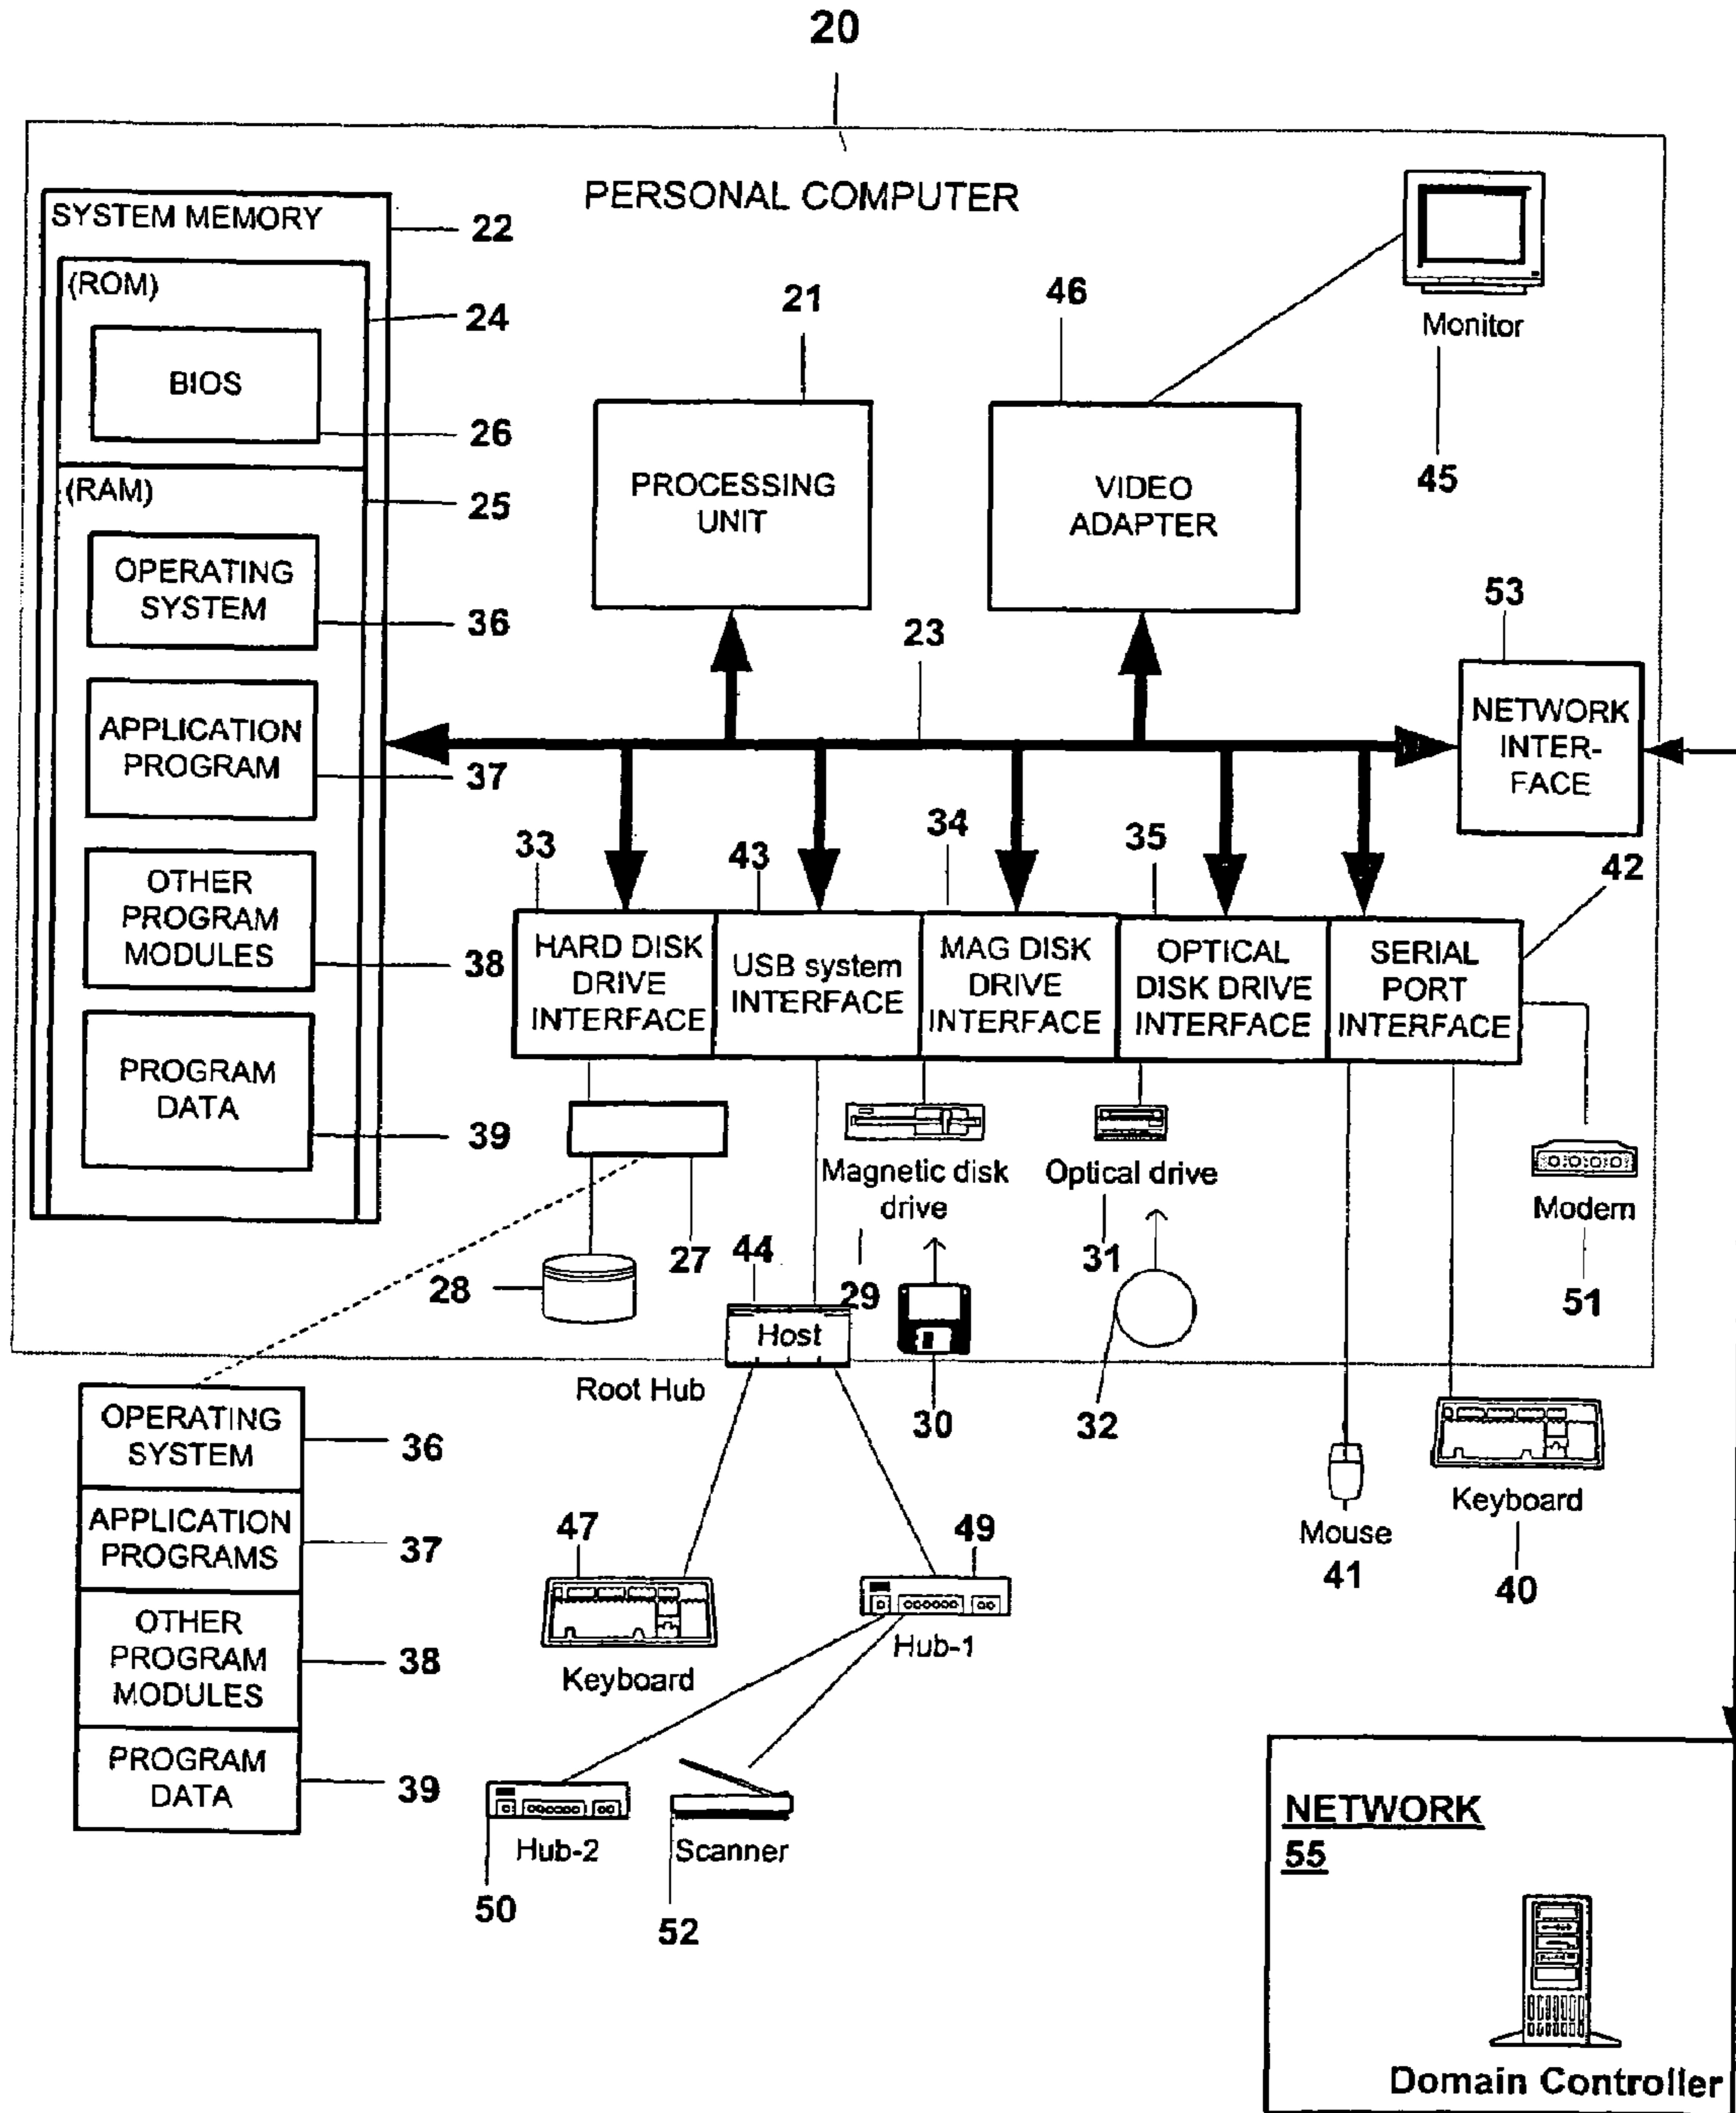 20
PERSONAL COMPUTER
SYSTEM MEMORY
22
(ROM)
24
BIOS
26
(RAM)
25
OPERATING
SYSTEM
36
APPLICATION
PROGRAM
37
OTHER
PROGRAM
MODULES
38
PROGRAM
DATA
39
21
PROCESSING
UNIT
46
VIDEO
ADAPTER
Monitor
45
23
53
NETWORK
INTER-
FACE
33
HARD DISK
DRIVE
INTERFACE
43
USB system
INTERFACE
34
MAG DISK
DRIVE
INTERFACE
35
OPTICAL
DISK DRIVE
INTERFACE
42
SERIAL
PORT
INTERFACE
27
28
44
Host
Root Hub
Magnetic disk
drive
29
30
Optical drive
31
32
Modem
51
Mouse
41
Keyboard
40
OPERATING
SYSTEM
36
APPLICATION
PROGRAMS
37
OTHER
PROGRAM
MODULES
38
PROGRAM
DATA
39
47
Keyboard
49
Hub-1
Hub-2
50
Scanner
52
NETWORK
55
Domain Controller